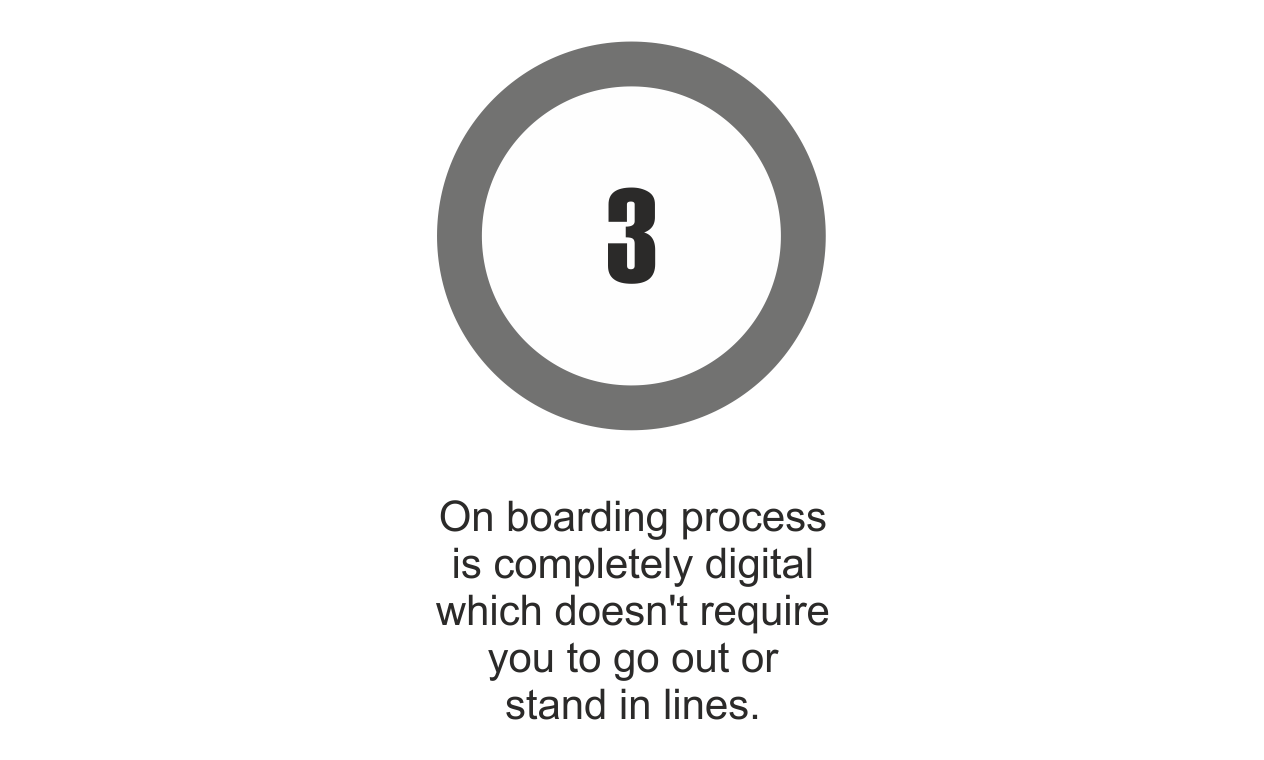 3
On boarding process
is completely digital
which doesn't require
you to go out or
stand in lines.